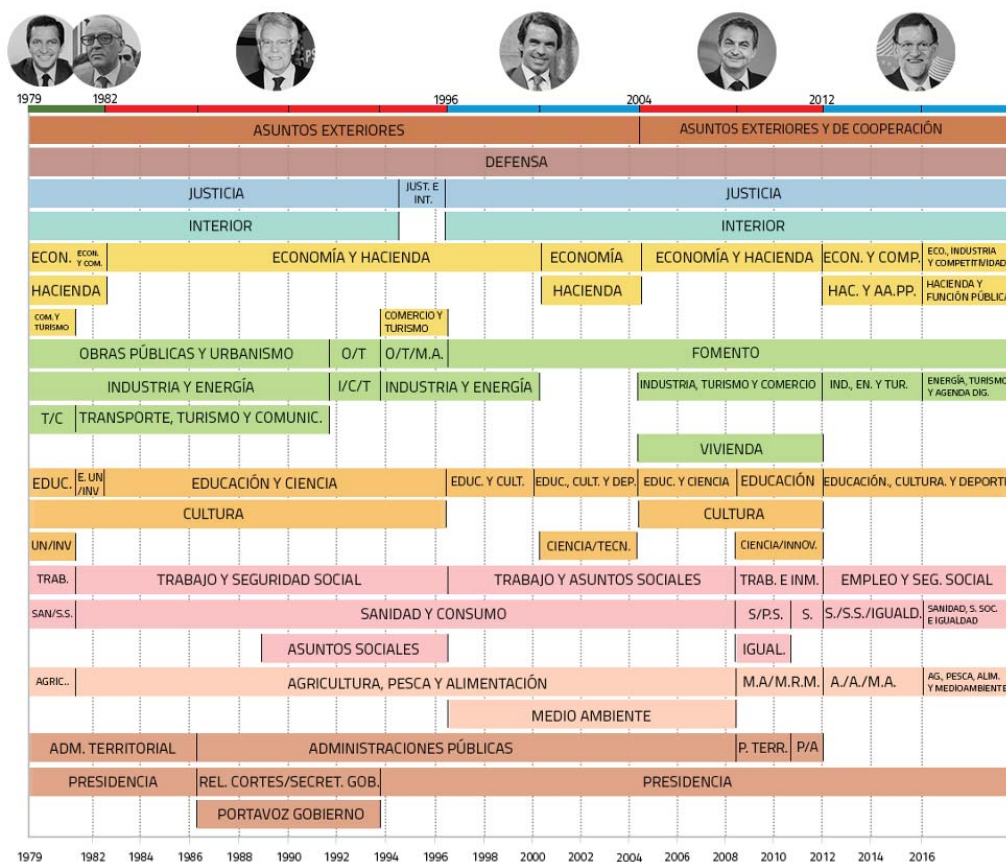 1979 1982 1996 2004 2012
ASUNTOS EXTERIORES ASUNTOS EXTERIORES Y DE COOPERACIÓN
DEFENSA
JUSTICIA JUST. E INT. JUSTICIA
INTERIOR INTERIOR
ECON. ECON. Y COM. ECONOMÍA Y HACIENDA ECONOMÍA ECONOMÍA Y HACIENDA ECON. Y COMP. ECO., INDUSTRIA Y COMPETITIVIDAD
HACIENDA HACIENDA HAC. Y AA.PP. HACIENDA Y FUNCIÓN PÚBLICA
COM. Y TURISMO COMERCIO Y TURISMO
OBRAS PÚBLICAS Y URBANISMO O/T O/T/M.A. FOMENTO
INDUSTRIA Y ENERGÍA I/C/T INDUSTRIA Y ENERGÍA INDUSTRIA, TURISMO Y COMERCIO IND., EN. Y TUR. ENERGÍA, TURISMO Y AGENDA DIG.
T/C TRANSPORTE, TURISMO Y COMUNIC.
VIVIENDA
EDUC. E. UN /INV EDUCACIÓN Y CIENCIA EDUC. Y CULT. EDUC., CULT. Y DEP. EDUC. Y CIENCIA EDUCACIÓN EDUCACIÓN., CULTURA. Y DEPORTE
CULTURA CULTURA
UN/INV CIENCIA/TECN. CIENCIA/INNOV.
TRAB. TRABAJO Y SEGURIDAD SOCIAL TRABAJO Y ASUNTOS SOCIALES TRAB. E INM. EMPLEO Y SEG. SOCIAL
SAN/S.S. SANIDAD Y CONSUMO S/P.S. S. S./S.S./IGUALD. SANIDAD, S. SOC. E IGUALDAD
ASUNTOS SOCIALES IGUAL.
AGRIC.. AGRICULTURA, PESCA Y ALIMENTACIÓN M.A/M.R.M. A./A./M.A. AG., PESCA, ALIM. Y MEDIOAMBIENTE
MEDIO AMBIENTE
ADM. TERRITORIAL ADMINISTRACIONES PÚBLICAS P. TERR. P/A
PRESIDENCIA REL. CORTES/SECRET. GOB. PRESIDENCIA
PORTAVOZ GOBIERNO
1979 1982 1984 1986 1988 1990 1992 1994 1996 1998 2000 2002 2004 2006 2008 2010 2012 2014 2016